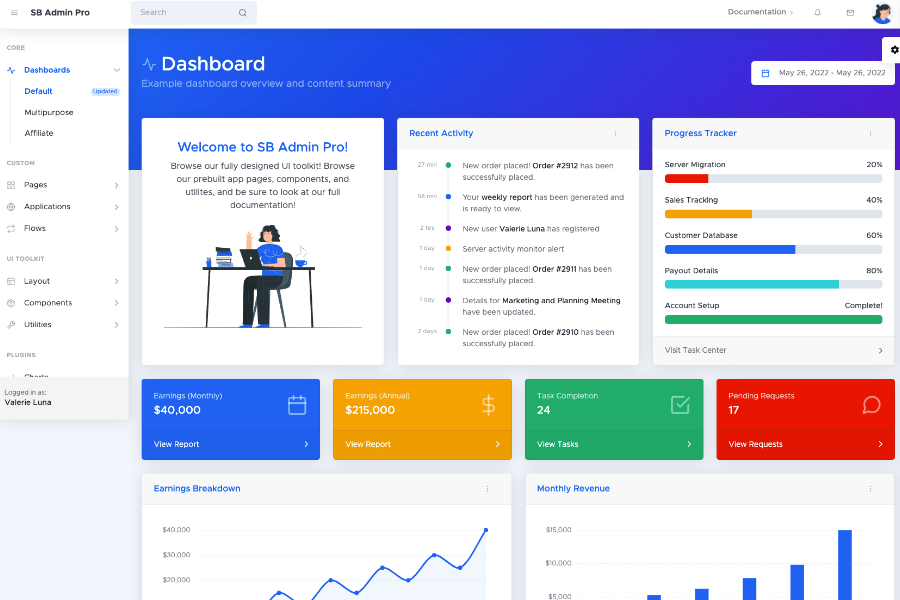 SB Admin Pro
Search
Documentation
CORE
Dashboards
Default
Updated
Multipurpose
Affiliate
CUSTOM
Pages
Applications
Flows
UI TOOLKIT
Layout
Components
Utilities
PLUGINS
Charts
Logged in as:
Valerie Luna
Dashboard
Example dashboard overview and content summary
May 26, 2022 - May 26, 2022
Welcome to SB Admin Pro!
Browse our fully designed UI toolkit! Browse
our prebuilt app pages, components, and
utilites, and be sure to look at our full
documentation!
Recent Activity
27 min
New order placed! Order #2912 has been
successfully placed.
58 min
Your weekly report has been generated and
is ready to view.
2 hrs
New user Valerie Luna has registered
1 day
Server activity monitor alert
1 day
New order placed! Order #2911 has been
successfully placed.
1 day
Details for Marketing and Planning Meeting
have been updated.
2 days
New order placed! Order #2910 has been
successfully placed
Progress Tracker
Server Migration 20%
Sales Tracking 40%
Customer Database 60%
Payout Details 80%
Account Setup Complete!
Visit Task Center
Earnings (Monthly)
$40,000
View Report
Earnings (Annual)
$215,000
View Report
Task Completion
24
View Tasks
Pending Requests
17
View Requests
Earnings Breakdown
$40,000
$30,000
$20,000
Monthly Revenue
$15,000
$10,000
$5,000